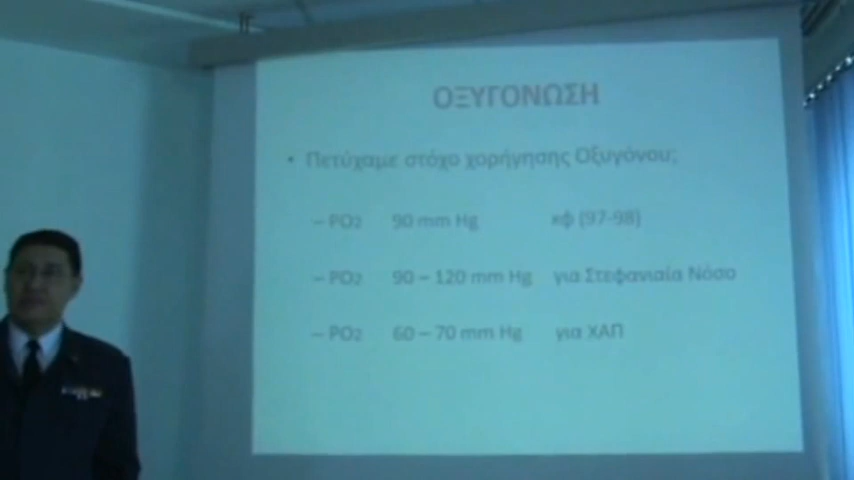 ΟΞΥΓΟΝΩΣΗ
• Πετύχαμε στόχο χορήγησης Οξυγόνου;
– PO2 90 mm Hg κφ (97-98)
– PO2 90 – 120 mm Hg για Στεφανιαία Νόσο
– PO2 60 – 70 mm Hg για ΧΑΠ